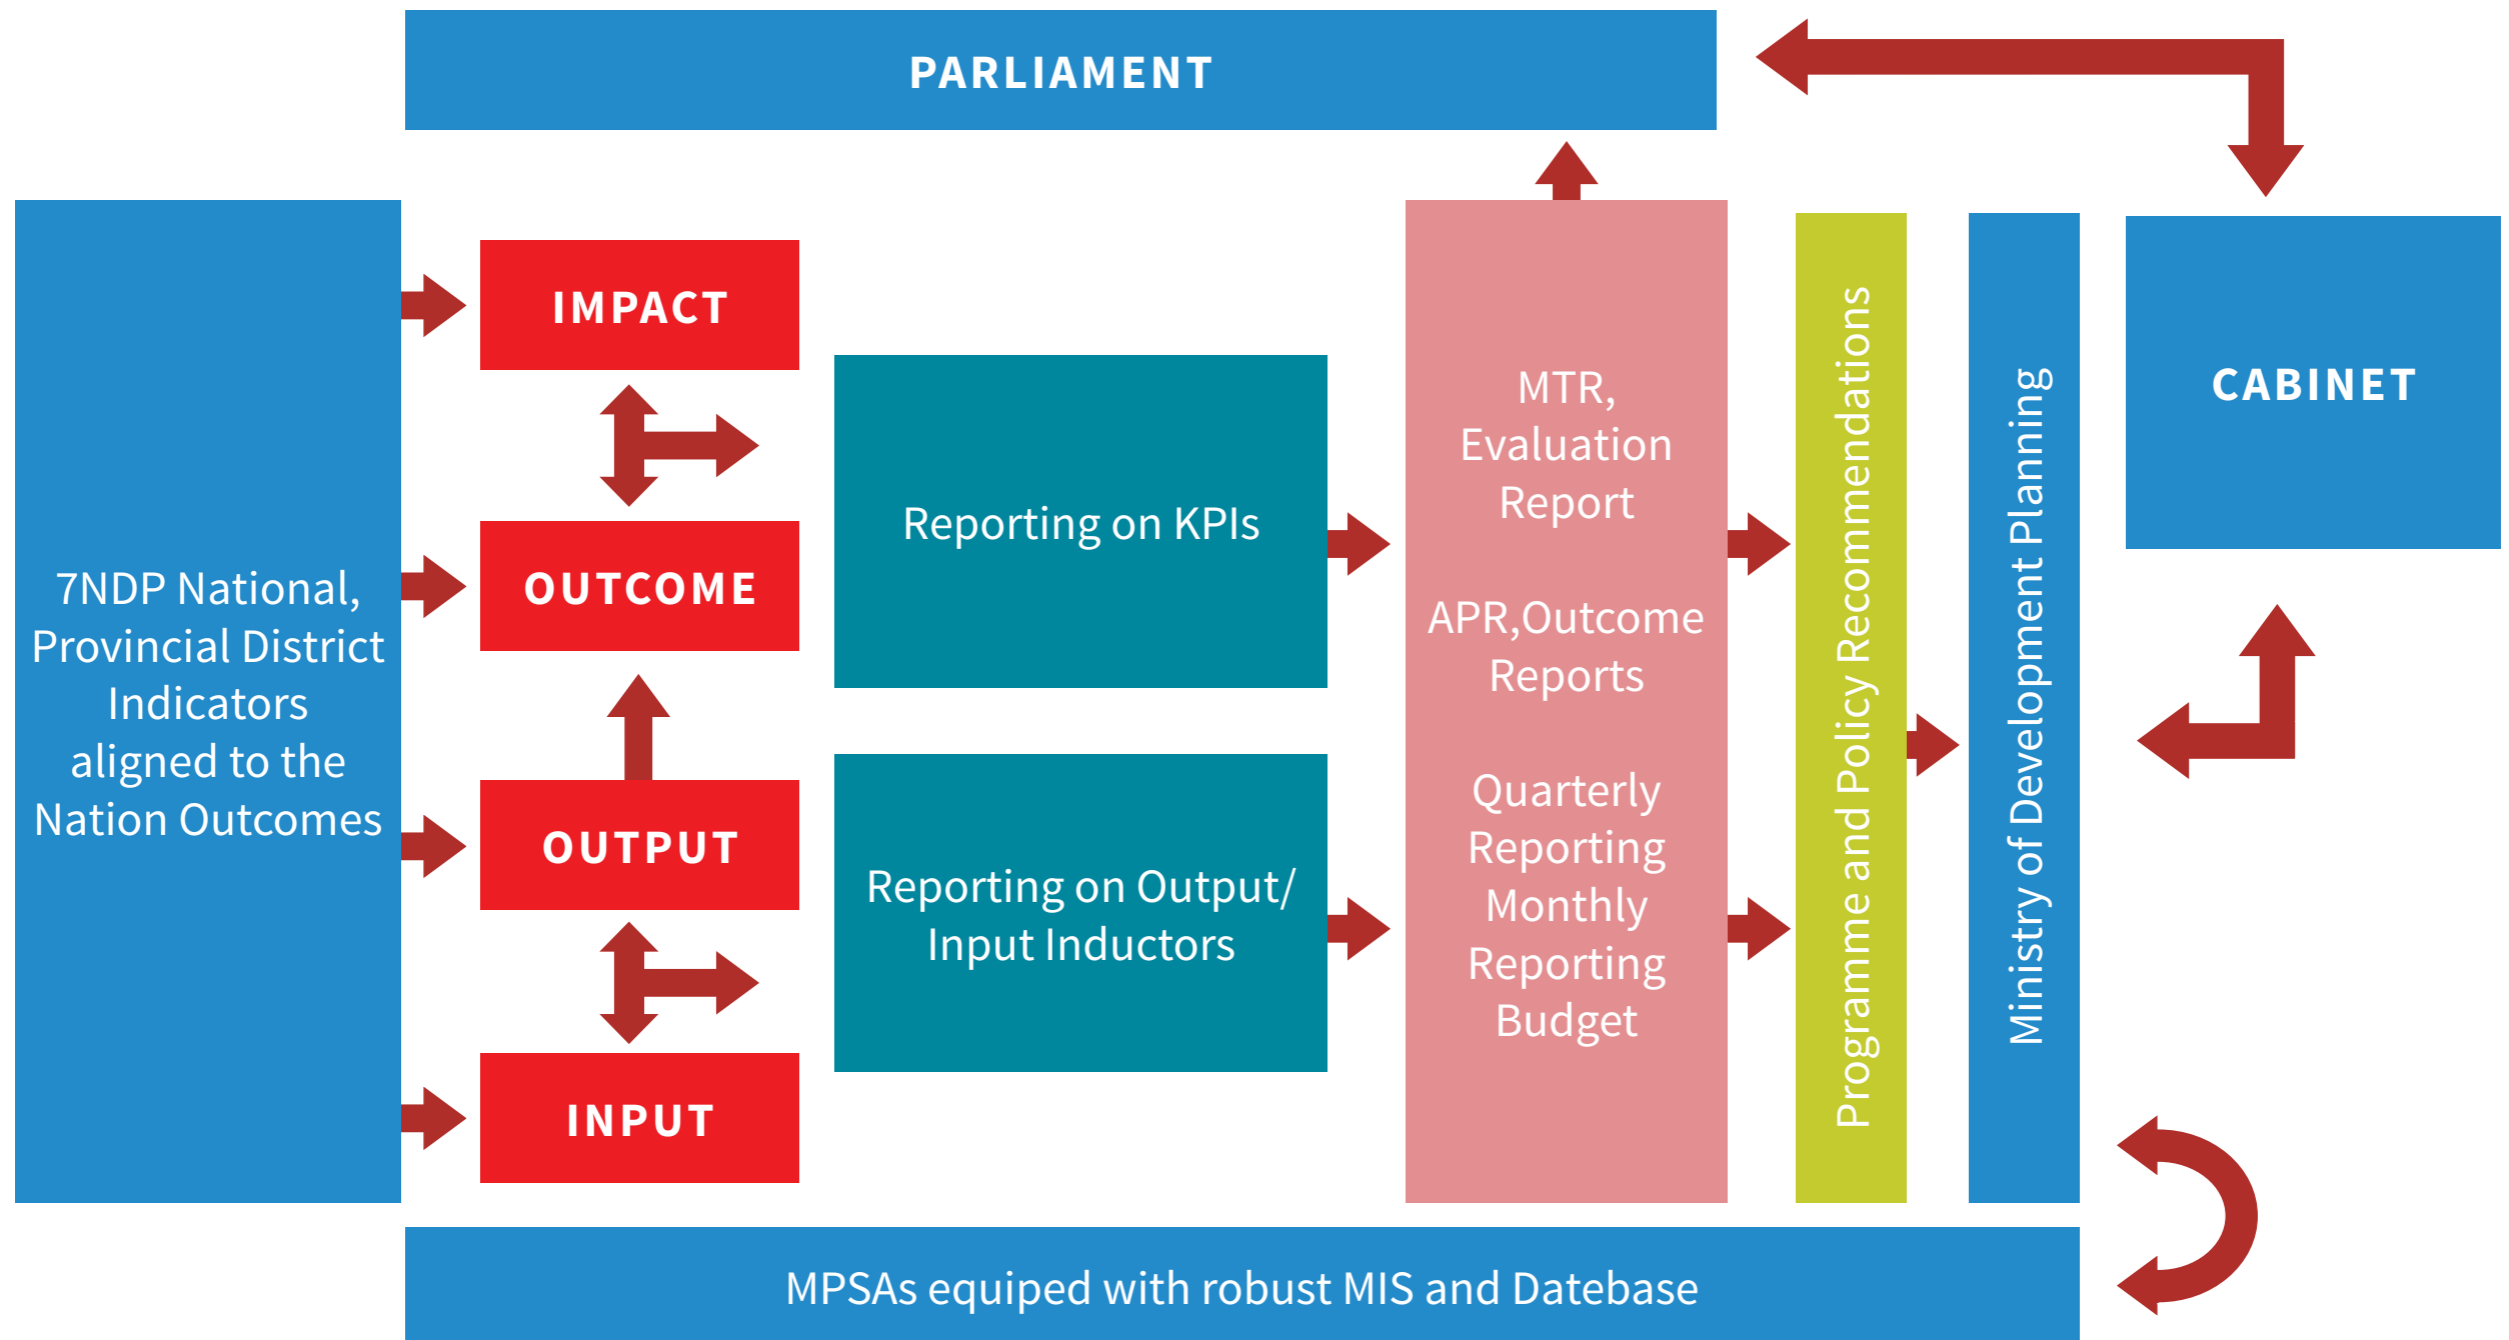 PARLIAMENT
7NDP National,
Provincial District
Indicators
aligned to the
Nation Outcomes
IMPACT
OUTCOME
OUTPUT
INPUT
Reporting on KPIs
Reporting on Output/
Input Inductors
MTR,
Evaluation
Report
APR,Outcome
Reports
Quarterly
Reporting
Monthly
Reporting
Budget
Programme and Policy Recommendations
Ministry of Development Planning
CABINET
MPSAs equiped with robust MIS and Datebase